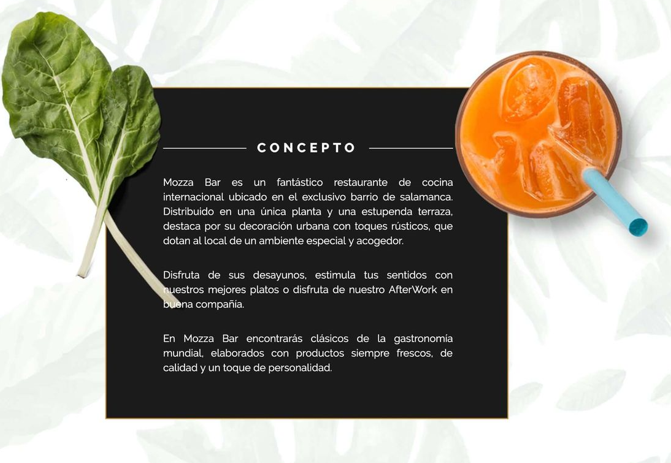 CONCEPTO
Mozza Bar es un fantástico restaurante de cocina
internacional ubicado en el exclusivo barrio de salamanca.
Distribuido en una única planta y una estupenda terraza,
destaca por su decoración urbana con toques rústicos, que
dotan al local de un ambiente especial y acogedor.
Disfruta de sus desayunos, estimula tus sentidos con
nuestros mejores platos o disfruta de nuestro AfterWork en
buena compañía.
En Mozza Bar encontrarás clásicos de la gastronomía
mundial, elaborados con productos siempre frescos, de
calidad y un toque de personalidad.